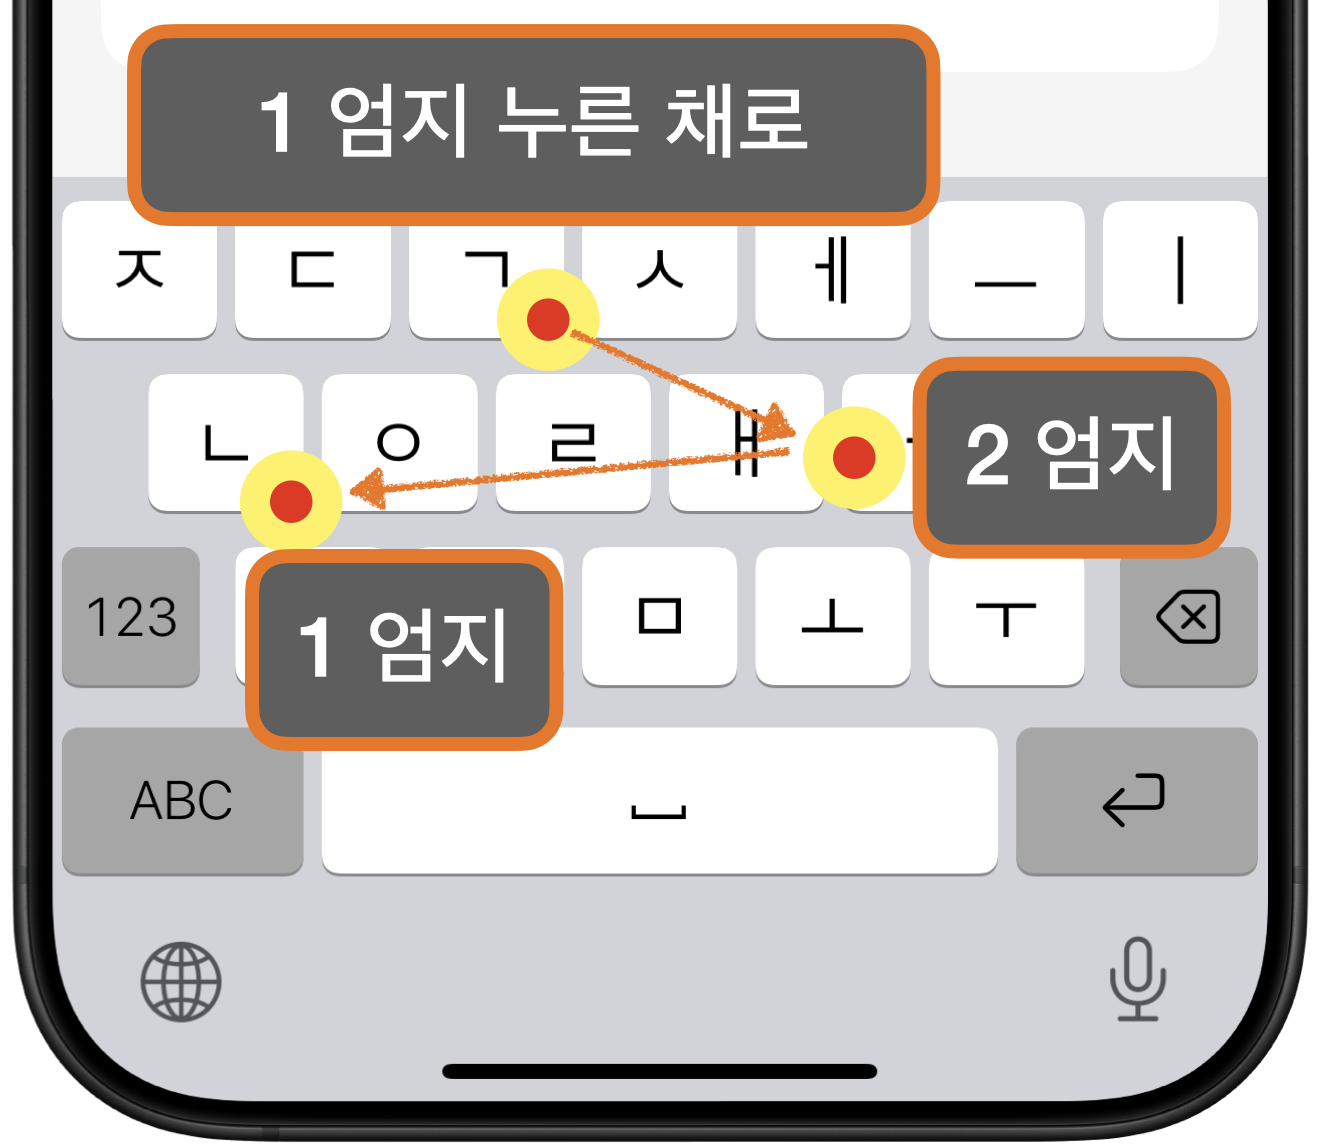 1 엄지 누른 채로
ㅈ ㄷ ㄱ ㅅ ㅔ ㅡ ㅣ
ㄴ ㅇ ㄹ ㅐ
2 엄지
123 ㅁ ㅗ ㅜ
1 엄지
ABC